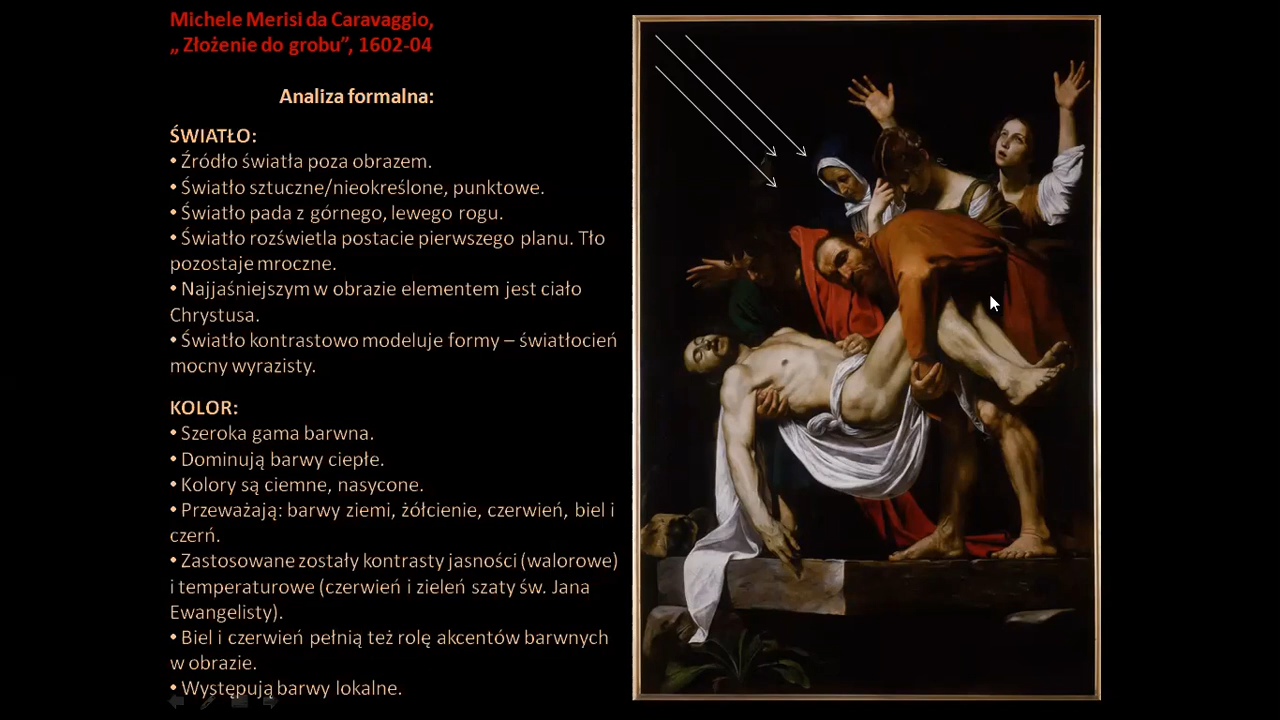 Michele Merisi da Caravaggio,
„ Złożenie do grobu”, 1602-04
Analiza formalna:
ŚWIATŁO:
• Źródło światła poza obrazem.
• Światło sztuczne/nieokreślone, punktowe.
• Światło pada z górnego, lewego rogu.
• Światło rozświetla postacie pierwszego planu. Tło
pozostaje mroczne.
• Najjaśniejszym w obrazie elementem jest ciało
Chrystusa.
• Światło kontrastowo modeluje formy – światłocień
mocny wyrazisty.
KOLOR:
• Szeroka gama barwna.
• Dominują barwy ciepłe.
• Kolory są ciemne, nasycone.
• Przeważają: barwy ziemi, żółcienie, czerwień, biel i
czerń.
• Zastosowane zostały kontrasty jasności (walorowe)
i temperaturowe (czerwień i zieleń szaty św. Jana
Ewangelisty).
• Biel i czerwień pełnią też rolę akcentów barwnych
w obrazie.
• Występują barwy lokalne.